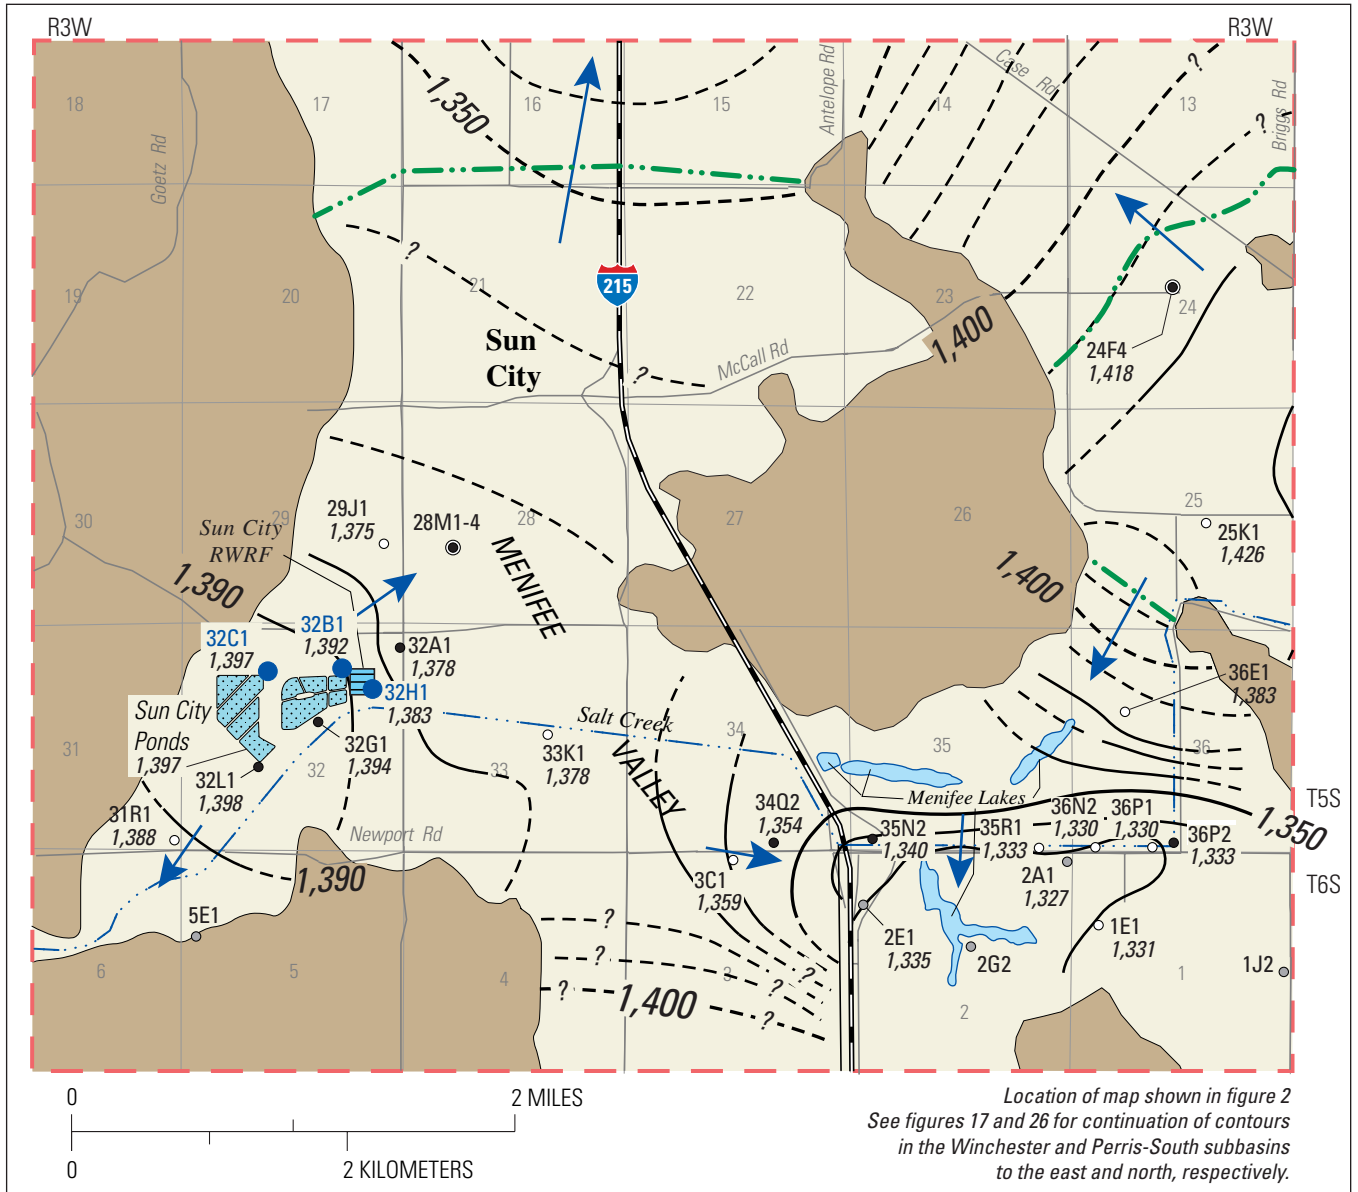 R3W
R3W
18
17
16
15
14
13
Goetz Rd
1,350
Antelope Rd
Case Rd
Briggs Rd
?
?
19
20
21
22
23
24
?
215
Sun
City
?
McCall Rd
1,400
24F4
1,418
30
29
28
27
26
25
Sun City
RWRF
29J1
1,375
28M1-4
MENIFEE
VALLEY
25K1
1,426
1,390
1,400
32C1
1,397
32B1
1,392
32A1
1,378
32H1
1,383
36E1
1,383
Sun City
Ponds
1,397
32G1
1,394
32L1
1,398
Salt Creek
33K1
1,378
31
32
33
34
35
36
31R1
1,388
Newport Rd
34Q2
1,354
Menifee Lakes
35N2
1,340
35R1
1,333
36N2
1,330
36P1
1,330
36P2
1,333
1,350
T5S
T6S
1,390
3C1
1,359
2A1
1,327
5E1
2E1
1,335
2G2
1E1
1,331
1J2
6
5
4
3
2
1
?
?
?
?
?
?
1,400
0
2 MILES
0
2 KILOMETERS
Location of map shown in figure 2
See figures 17 and 26 for continuation of contours
in the Winchester and Perris-South subbasins
to the east and north, respectively.